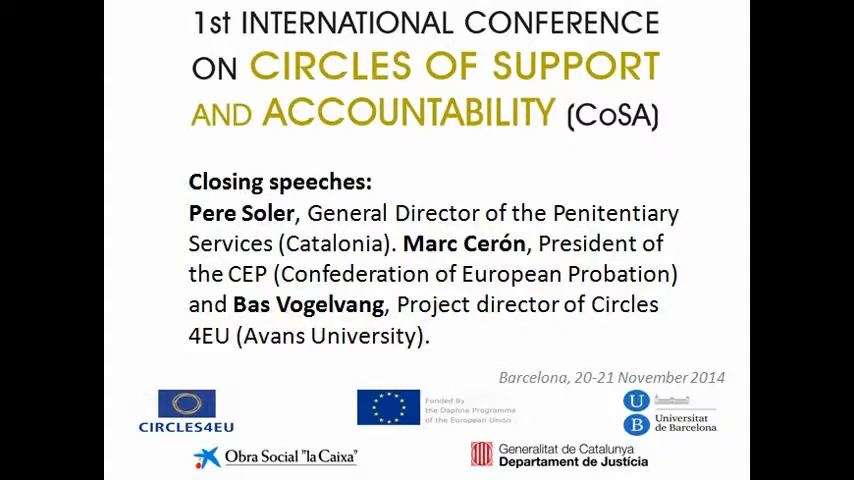 1st INTERNATIONAL CONFERENCE
ON CIRCLES OF SUPPORT
AND ACCOUNTABILITY (CoSA)
Closing speeches:
Pere Soler, General Director of the Penitentiary
Services (Catalonia). Marc Cerón, President of
the CEP (Confederation of European Probation)
and Bas Vogelvang, Project director of Circles
4EU (Avans University).
Barcelona, 20-21 November 2014
CIRCLES4EU
Funded by
the Daphne Programme
of the European Union
U
B
Universitat
de Barcelona
Obra Social "la Caixa"
Generalitat de Catalunya
Departament de Justícia